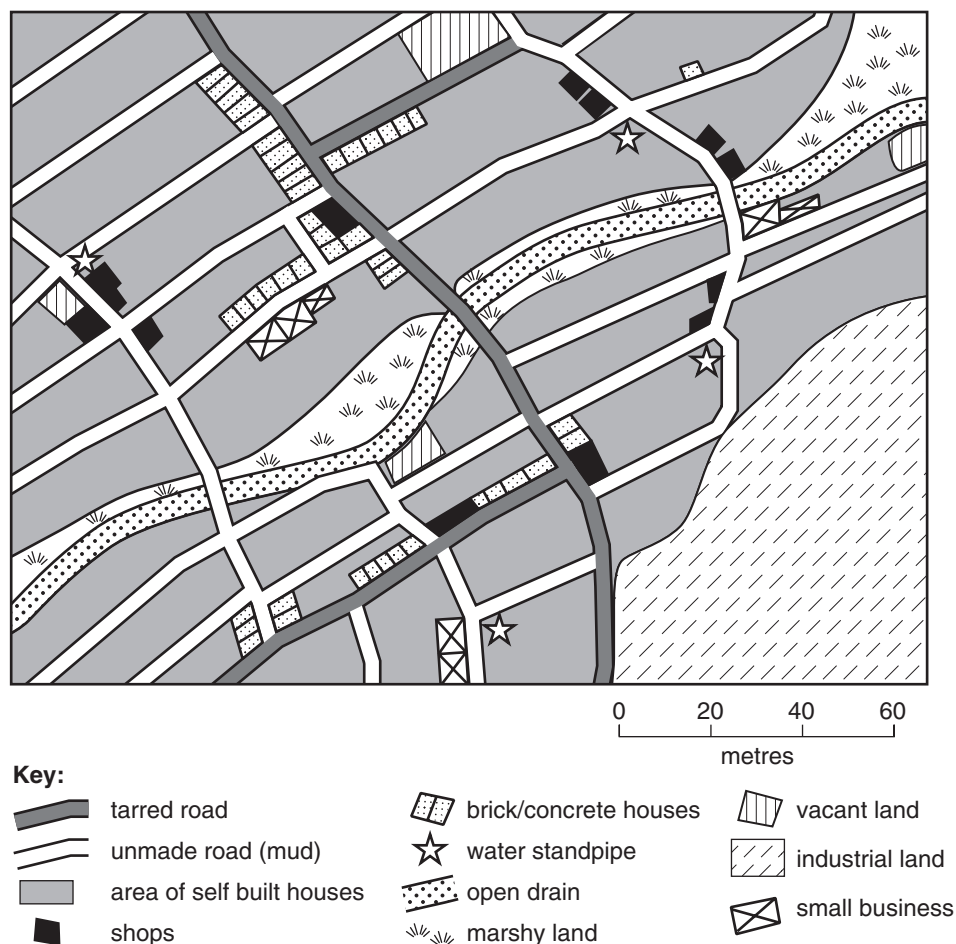 0 20 40 60
metres
Key:
tarred road
unmade road (mud)
area of self built houses
shops
brick/concrete houses
water standpipe
open drain
marshy land
vacant land
industrial land
small business